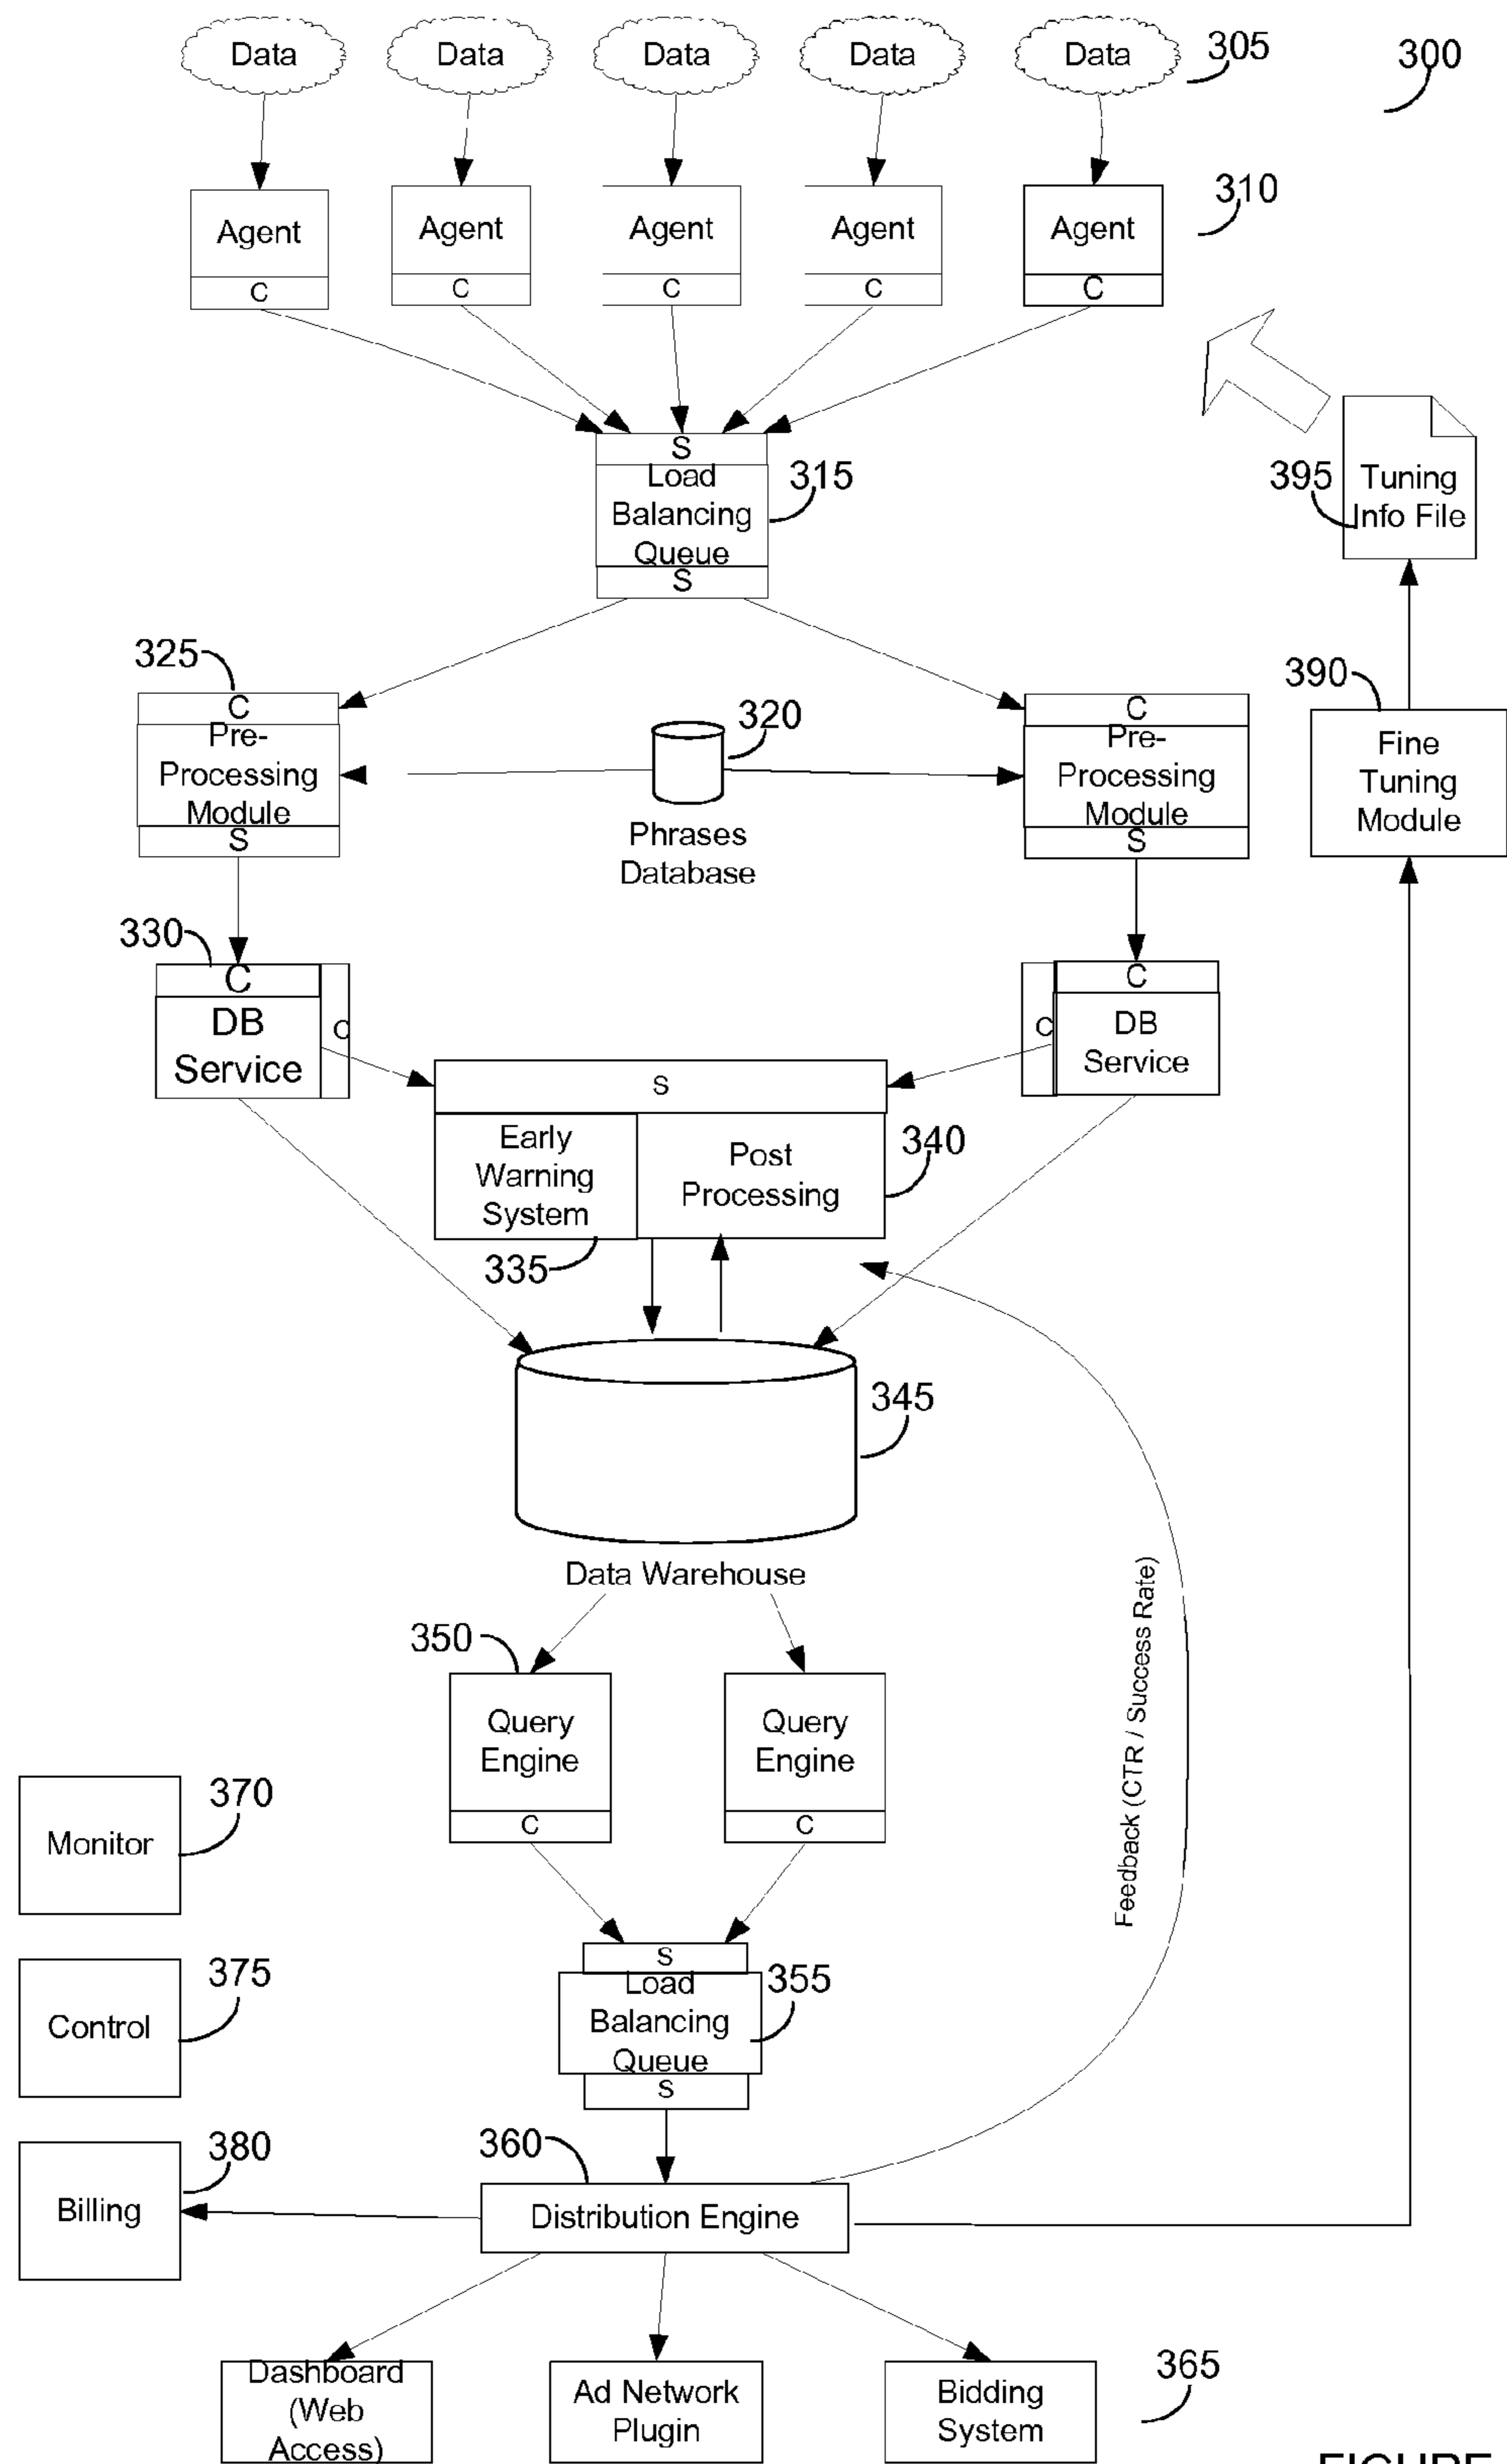 Data
Data
Data
Data
Data
305
300
Agent
Agent
Agent
Agent
Agent
310
C
C
C
C
C
S
Load
Balancing
Queue
S
315
395
Tuning
Info File
325
C
Pre-
Processing
Module
S
320
Phrases
Database
C
Pre-
Processing
Module
S
390
Fine
Tuning
Module
330
C
DB
Service
C
C
C
DB
Service
S
Early
Warning
System
Post
Processing
340
335
345
Data Warehouse
350
Query
Engine
C
Query
Engine
C
Feedback (CTR / Success Rate)
370
Monitor
S
Load
Balancing
Queue
S
355
375
Control
380
Billing
360
Distribution Engine
Dashboard
(Web
Access)
Ad Network
Plugin
Bidding
System
365
FIGURE